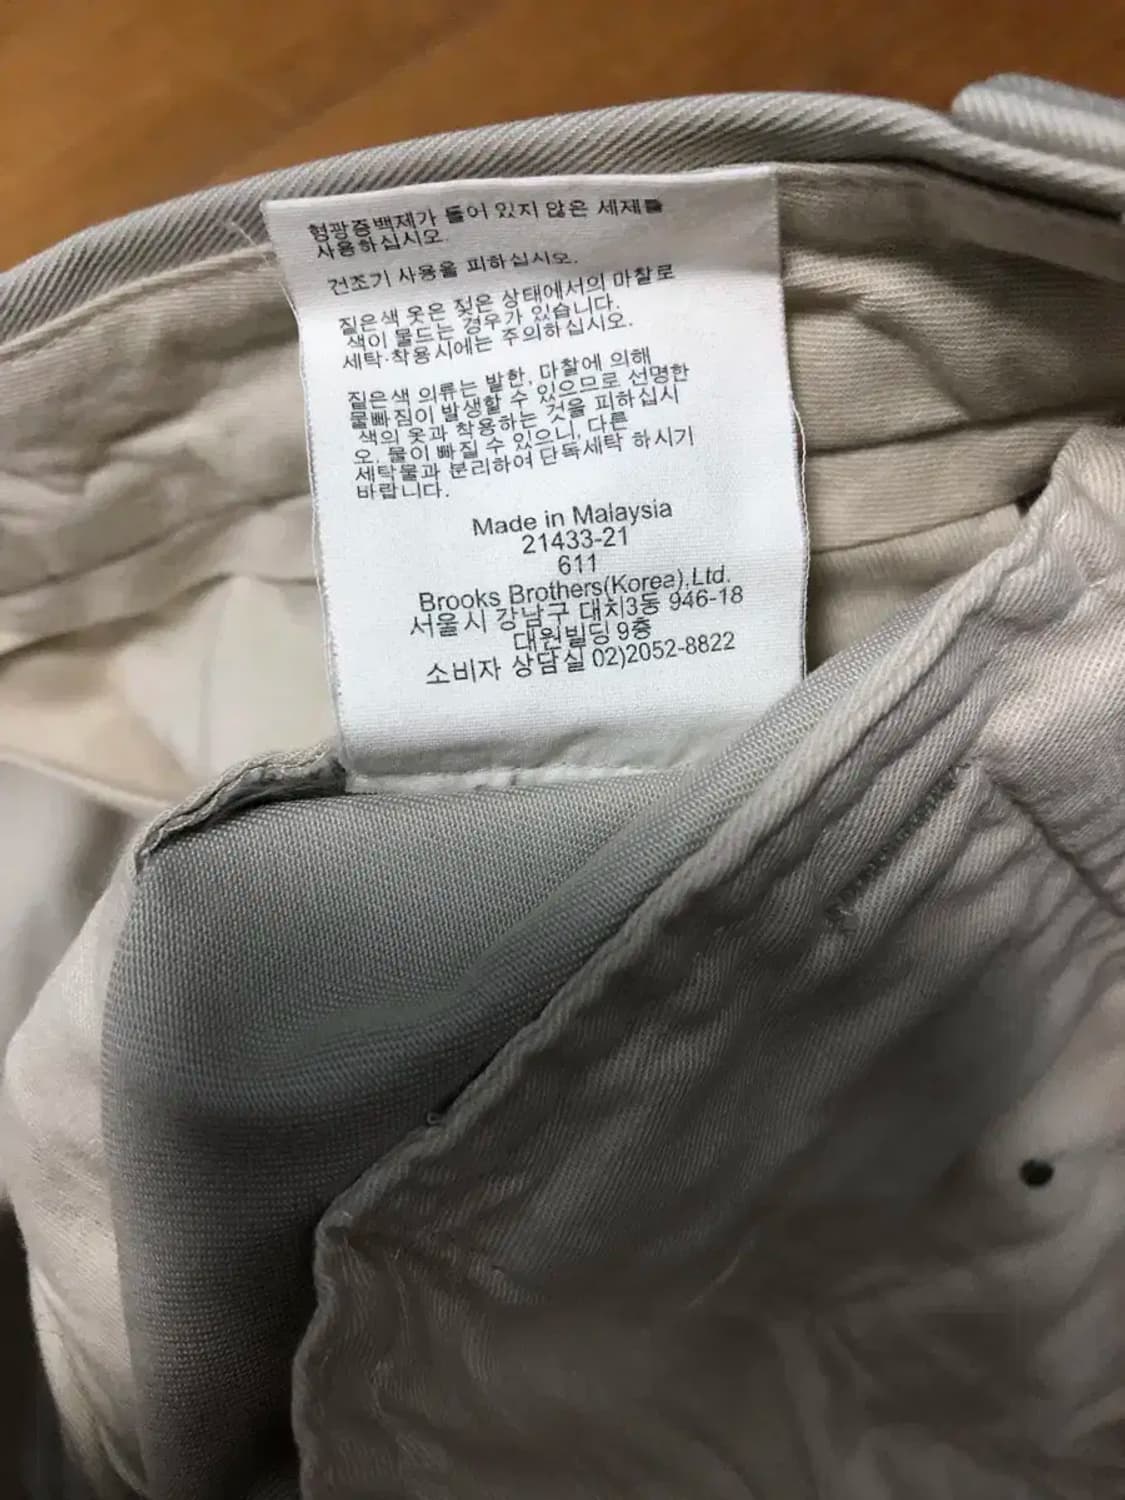 형광증백제가 들어 있지 않은 세제를
사용하십시오.
건조기 사용을 피하십시오.
짙은색 옷은 젖은 상태에서의 마찰로
색이 물드는 경우가 있습니다.
세탁·착용시에는 주의하십시오.
짙은색 의류는 발한, 마찰에 의해
물빠짐이 발생할 수 있으므로 선명한
색의 옷과 착용하는 것을 피하십시
오, 물이 빠질 수 있으니, 다른
세탁물과 분리하여 단독세탁 하시기
바랍니다.
Made in Malaysia
21433-21
611
Brooks Brothers(Korea),Ltd.
서울시 강남구 대치3동 946-18
대원빌딩 9층
소비자 상담실 02)2052-8822